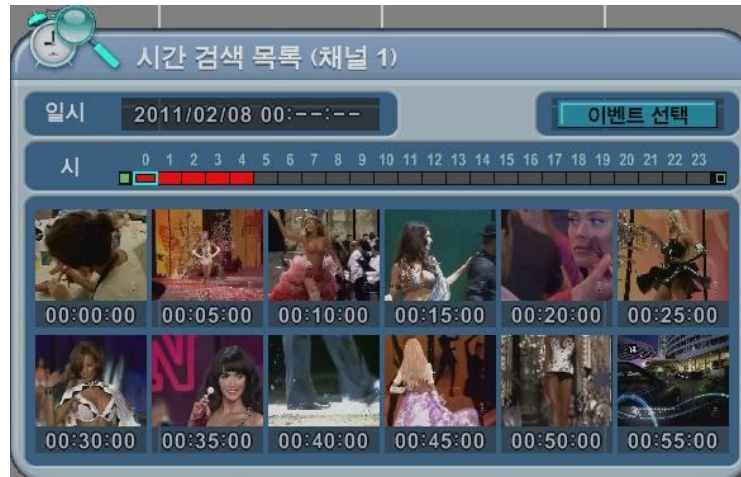 시간 검색 목록 (채널 1)
일시 2011/02/08 00:--:-- 이벤트 선택
시 0 1 2 3 4 5 6 7 8 9 10 11 12 13 14 15 16 17 18 19 20 21 22 23
00:00:00 00:05:00 00:10:00 00:15:00 00:20:00 00:25:00
00:30:00 00:35:00 00:40:00 00:45:00 00:50:00 00:55:00